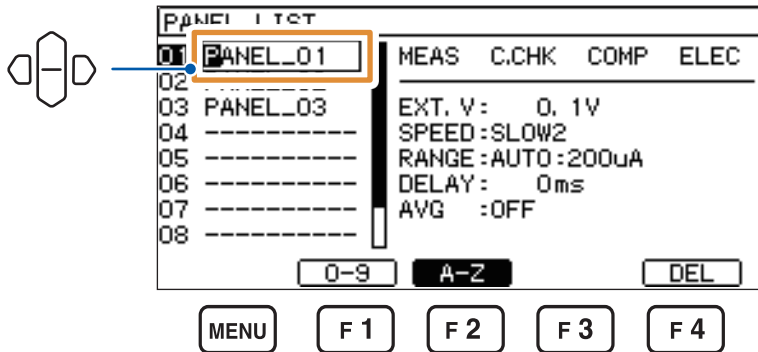 PANEL LIST
01 PANEL_01 MEAS C.CHK COMP ELEC
02
03 PANEL_03 EXT. V: 0. 1V
04 ---------- SPEED:SLOW2
05 ---------- RANGE:AUTO:200uA
06 ---------- DELAY: 0ms
07 ---------- AVG :OFF
08 ----------
0-9 A-Z DEL
MENU F 1 F 2 F 3 F 4